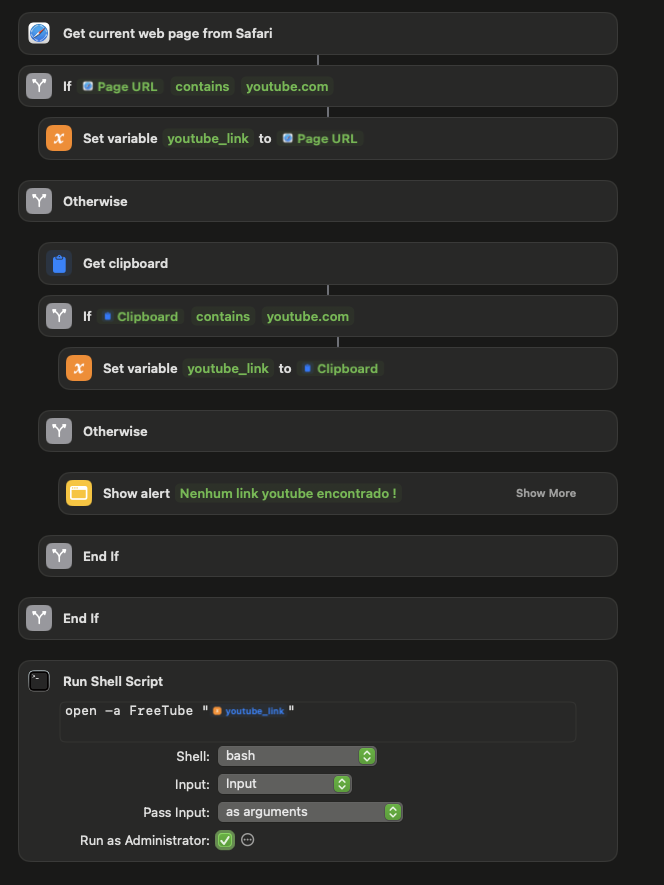 Get current web page from Safari
If Page URL contains youtube.com
Set variable youtube_link to Page URL
Otherwise
Get clipboard
If Clipboard contains youtube.com
Set variable youtube_link to Clipboard
Otherwise
Show alert Nenhum link youtube encontrado ! Show More
End If
End If
Run Shell Script
open -a FreeTube "youtube_link"
Shell: bash
Input: Input
Pass Input: as arguments
Run as Administrator: